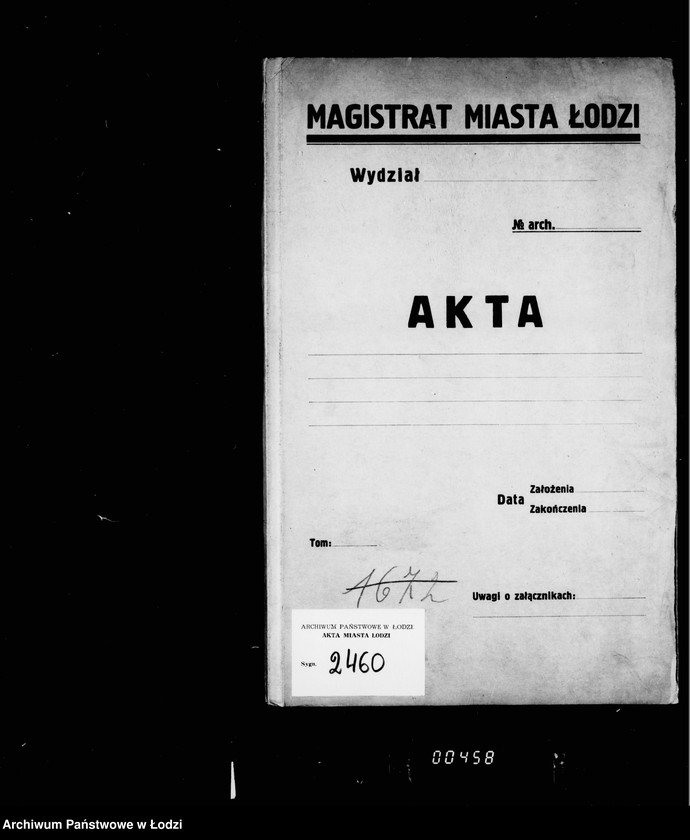 MAGISTRAT MIASTA ŁODZI
Wydział
№ arch.
AKTA
Data Założenia
Zakończenia
Tom:
1672
Uwagi o załącznikach:
ARCHIWUM PAŃSTWOWE W ŁODZI
AKTA MIASTA ŁODZI
Sygn. 2460
00458
Archiwum Państwowe w Łodzi